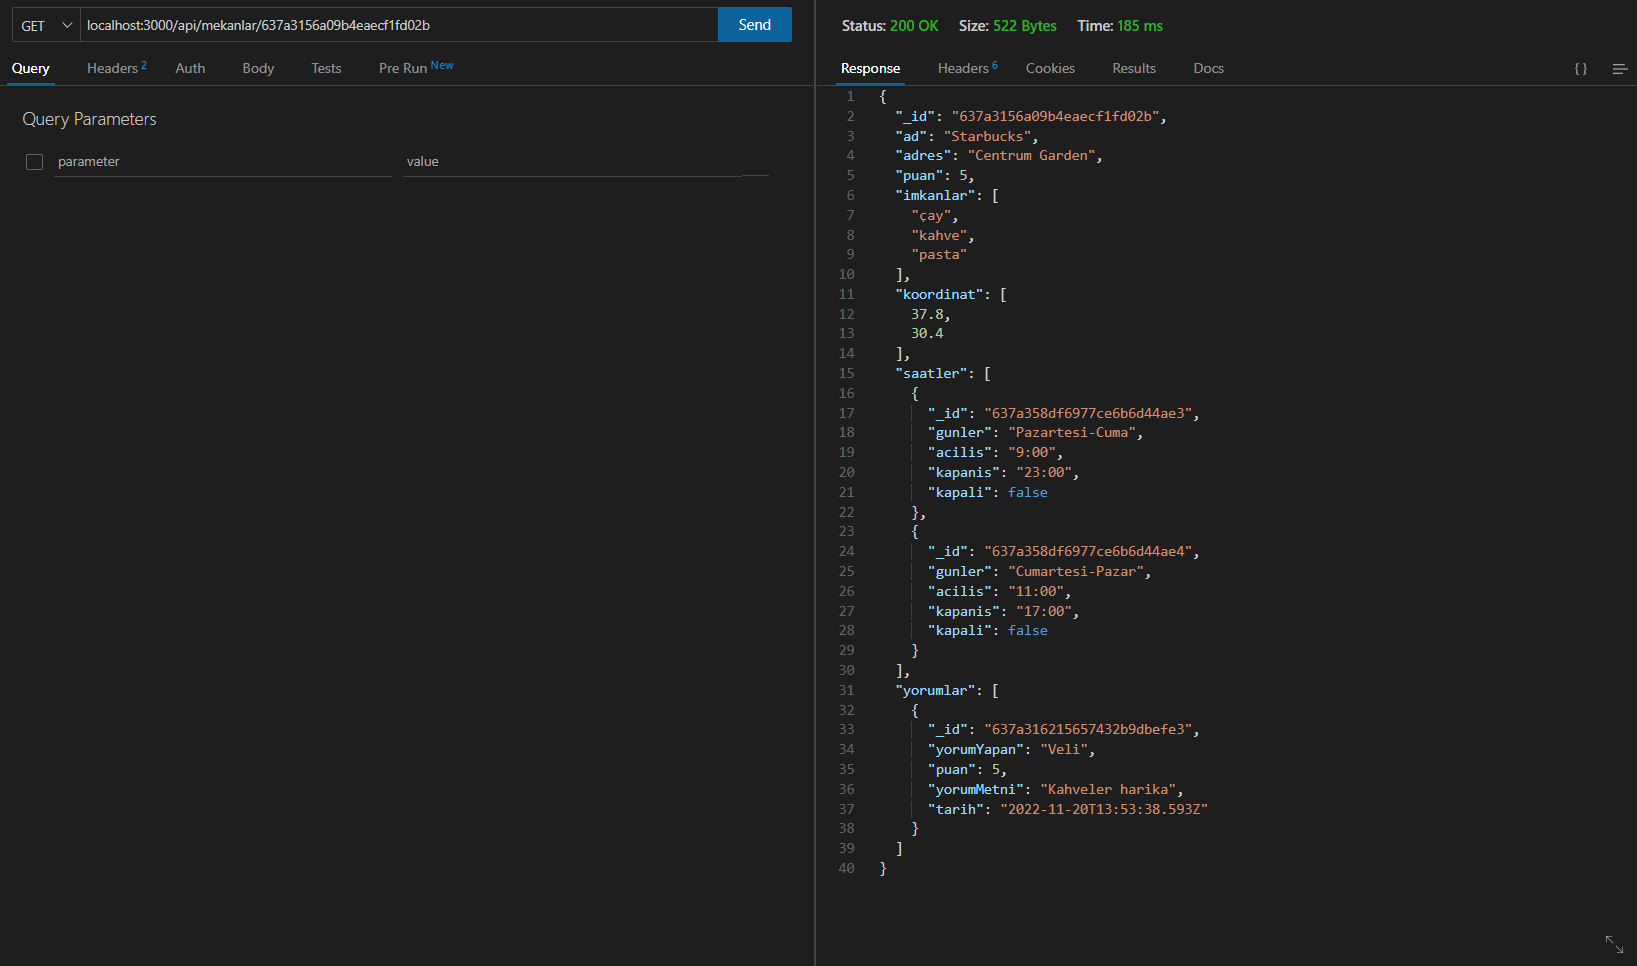 GET localhost:3000/api/mekanlar/637a3156a09b4eaecf1fd02b Send
Query Headers 2 Auth Body Tests Pre Run New
Query Parameters
parameter value
Status: 200 OK Size: 522 Bytes Time: 185 ms
Response Headers 6 Cookies Results Docs { }
1 {
2 "_id": "637a3156a09b4eaecf1fd02b",
3 "ad": "Starbucks",
4 "adres": "Centrum Garden",
5 "puan": 5,
6 "imkanlar": [
7 "çay",
8 "kahve",
9 "pasta"
10 ],
11 "koordinat": [
12 37.8,
13 30.4
14 ],
15 "saatler": [
16 {
17 "_id": "637a358df6977ce6b6d44ae3",
18 "gunler": "Pazartesi-Cuma",
19 "acilis": "9:00",
20 "kapanis": "23:00",
21 "kapali": false
22 },
23 {
24 "_id": "637a358df6977ce6b6d44ae4",
25 "gunler": "Cumartesi-Pazar",
26 "acilis": "11:00",
27 "kapanis": "17:00",
28 "kapali": false
29 }
30 ],
31 "yorumlar": [
32 {
33 "_id": "637a316215657432b9dbefe3",
34 "yorumYapan": "Veli",
35 "puan": 5,
36 "yorumMetni": "Kahveler harika",
37 "tarih": "2022-11-20T13:53:38.593Z"
38 }
39 ]
40 }